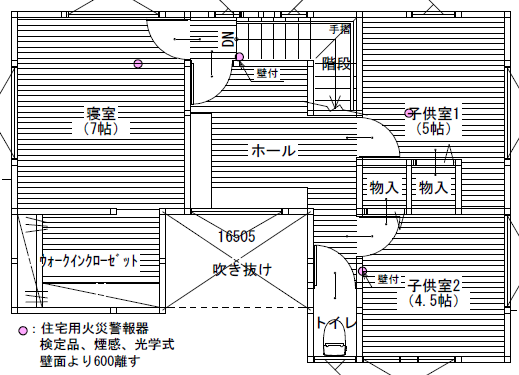 手摺
DN
階段
壁付
寝室
(7帖)
子供室1
(5帖)
ホール
物入
物入
16505
吹き抜け
ウォークインクローゼット
壁付
子供室2
(4.5帖)
トイレ
：住宅用火災警報器
検定品、煙感、光学式
壁面より600離す